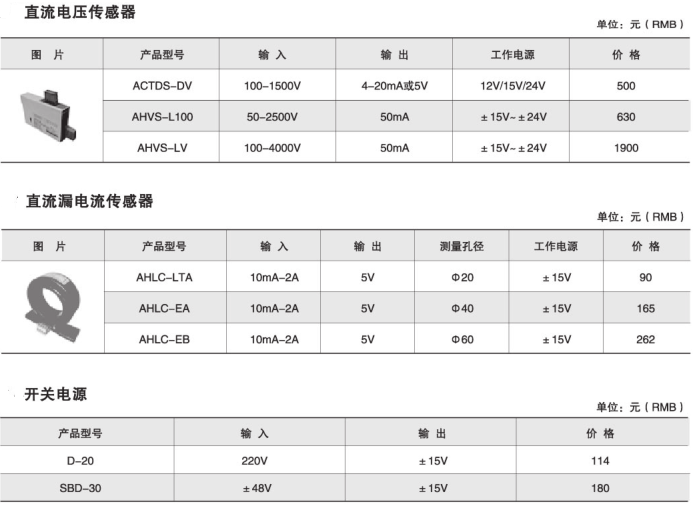 直流电压传感器
单位：元（RMB）
图 片 产品型号 输 入 输 出 工作电源 价 格
ACTDS-DV 100-1500V 4-20mA或5V 12V/15V/24V 500
AHVS-L100 50-2500V 50mA ±15V~±24V 630
AHVS-LV 100-4000V 50mA ±15V~±24V 1900
直流漏电流传感器
单位：元（RMB）
图 片 产品型号 输 入 输 出 测量孔径 工作电源 价 格
AHLC-LTA 10mA-2A 5V Φ20 ±15V 90
AHLC-EA 10mA-2A 5V Φ40 ±15V 165
AHLC-EB 10mA-2A 5V Φ60 ±15V 262
开关电源
单位：元（RMB）
产品型号 输 入 输 出 价 格
D-20 220V ±15V 114
SBD-30 ±48V ±15V 180